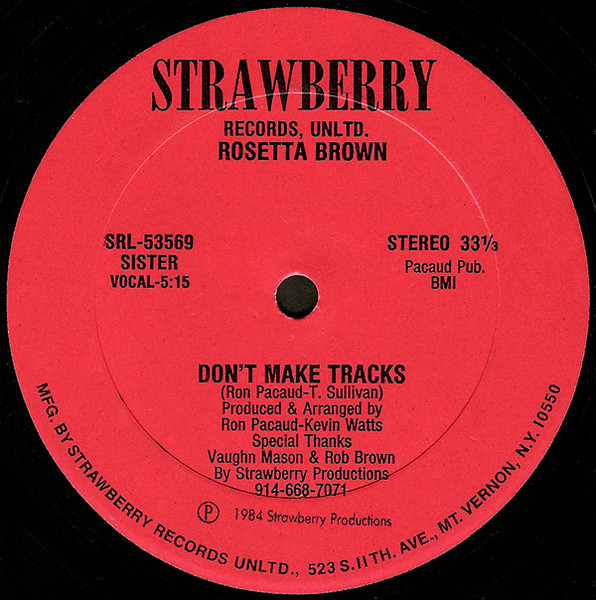 STRAWBERRY
RECORDS, UNLTD.
ROSETTA BROWN
SRL-53569
SISTER
VOCAL-5:15
STEREO 33⅓
Pacaud Pub.
BMI
DON'T MAKE TRACKS
(Ron Pacaud-T. Sullivan)
Produced & Arranged by
Ron Pacaud-Kevin Watts
Special Thanks
Vaughn Mason & Rob Brown
By Strawberry Productions
914-668-7071
Ⓟ 1984 Strawberry Productions
MFG. BY STRAWBERRY RECORDS UNLTD., 523 S. IITH. AVE., MT. VERNON, N.Y. 10550